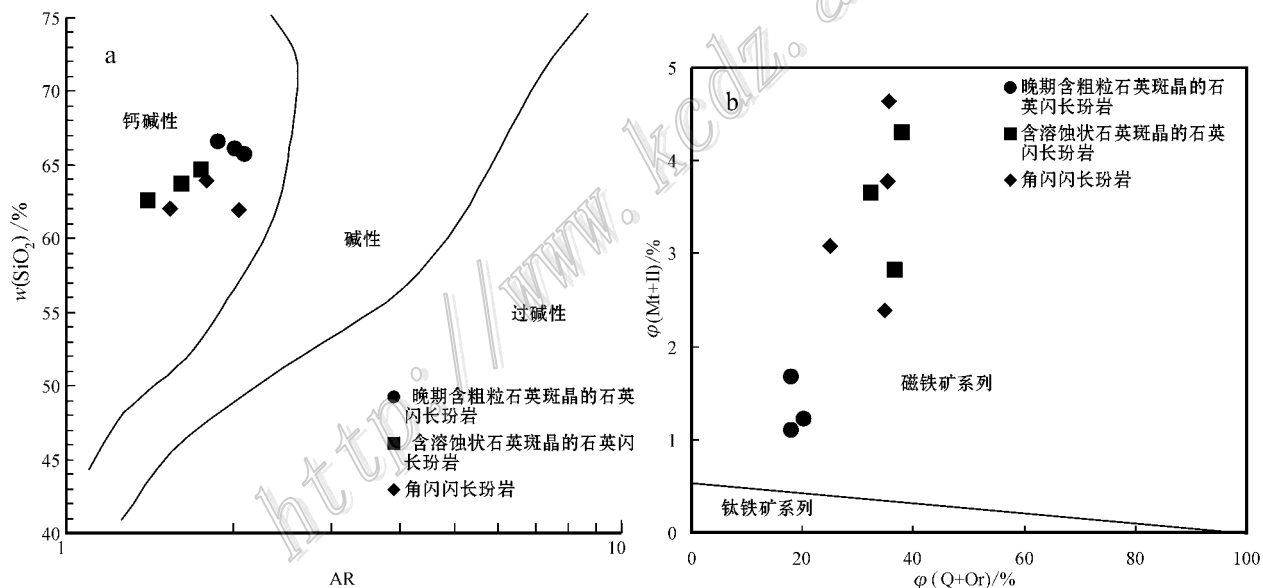 a
75
70
65
60
55
50
45
40
w(SiO2)/%
钙碱性
碱性
过碱性
晚期含粗粒石英斑晶的石英
闪长玢岩
含溶蚀状石英斑晶的石英闪
长玢岩
角闪闪长玢岩
1
10
AR
b
5
4
3
2
1
0
φ(Mt+Il)/%
晚期含粗粒石英斑晶的石
英闪长玢岩
含溶蚀状石英斑晶的石英
闪长玢岩
角闪闪长玢岩
磁铁矿系列
钛铁矿系列
0
20
40
60
80
100
φ(Q+Or)/%
http://www.kcdz.a